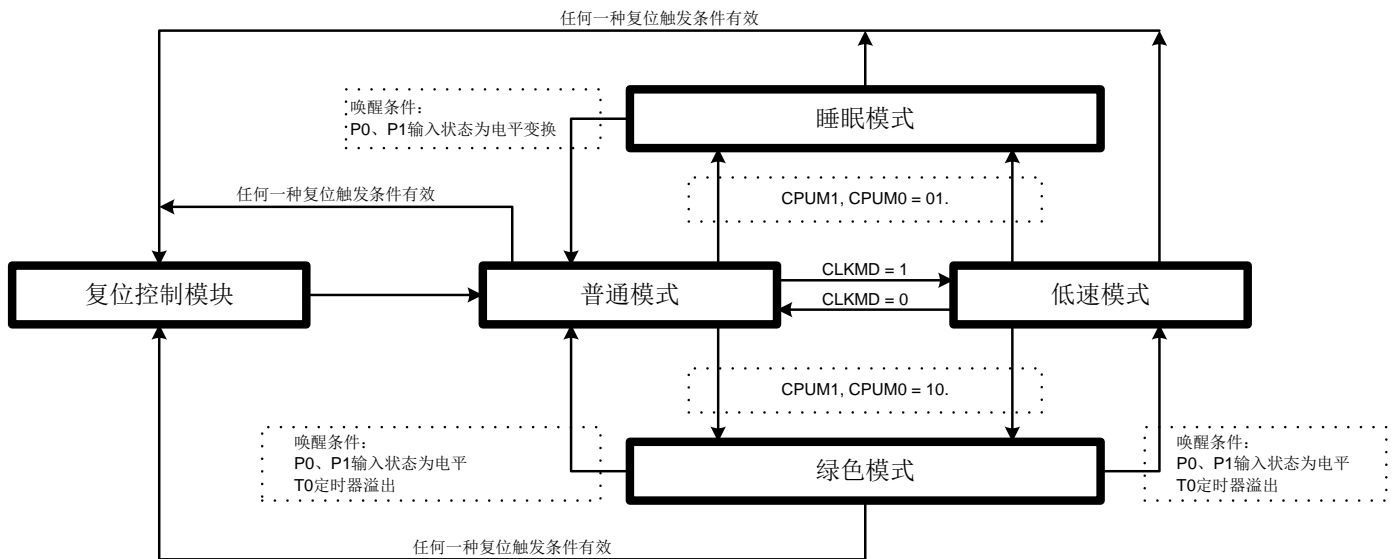 任何一种复位触发条件有效
睡眠模式
唤醒条件：
P0、P1输入状态为电平变换
任何一种复位触发条件有效
CPUM1, CPUM0 = 01.
复位控制模块
普通模式
CLKMD = 1
CLKMD = 0
低速模式
CPUM1, CPUM0 = 10.
唤醒条件：
P0、P1输入状态为电平
T0定时器溢出
绿色模式
唤醒条件：
P0、P1输入状态为电平
T0定时器溢出
任何一种复位触发条件有效